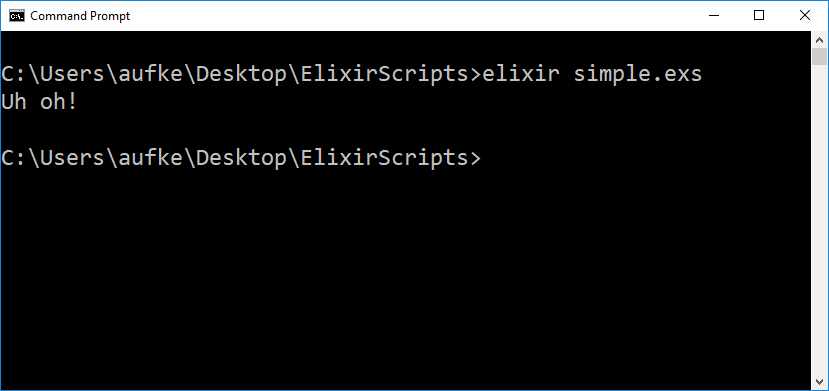 Command Prompt
C:\Users\aufke\Desktop\ElixirScripts>elixir simple.exs
Uh oh!
C:\Users\aufke\Desktop\ElixirScripts>